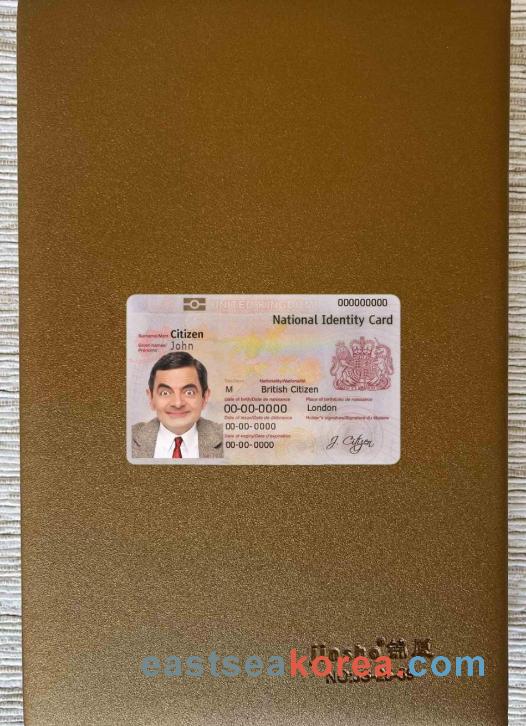 UNITED KINGDOM
000000000
National Identity Card
Surname/Nom Citizen
Given names/ John
Prénoms
Sex/Sexe Nationality/Nationalité
M British Citizen
Date of birth/Date de naissance Place of birth/Lieu de naissance
00-00-0000 London
Date of issue/Date de délivrance Holder's signature/Signature du titulaire
00-00-0000
Date of expiry/Date d'expiration
00-00-0000 J. Citizen
eastseakorea.com